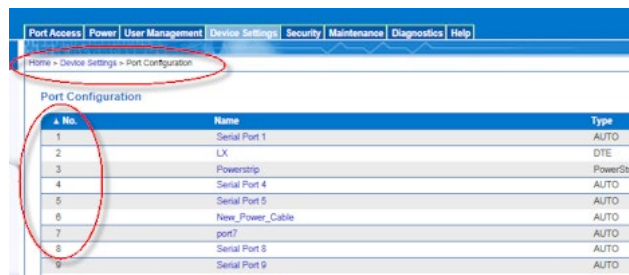 Port Access Power User Management Device Settings Security Maintenance Diagnostics Help
Home > Device Settings > Port Configuration
Port Configuration
▲ No. Name Type
1 Serial Port 1 AUTO
2 LX DTE
3 Powerstrip PowerStr
4 Serial Port 4 AUTO
5 Serial Port 5 AUTO
6 New_Power_Cable AUTO
7 port7 AUTO
8 Serial Port 8 AUTO
9 Serial Port 9 AUTO